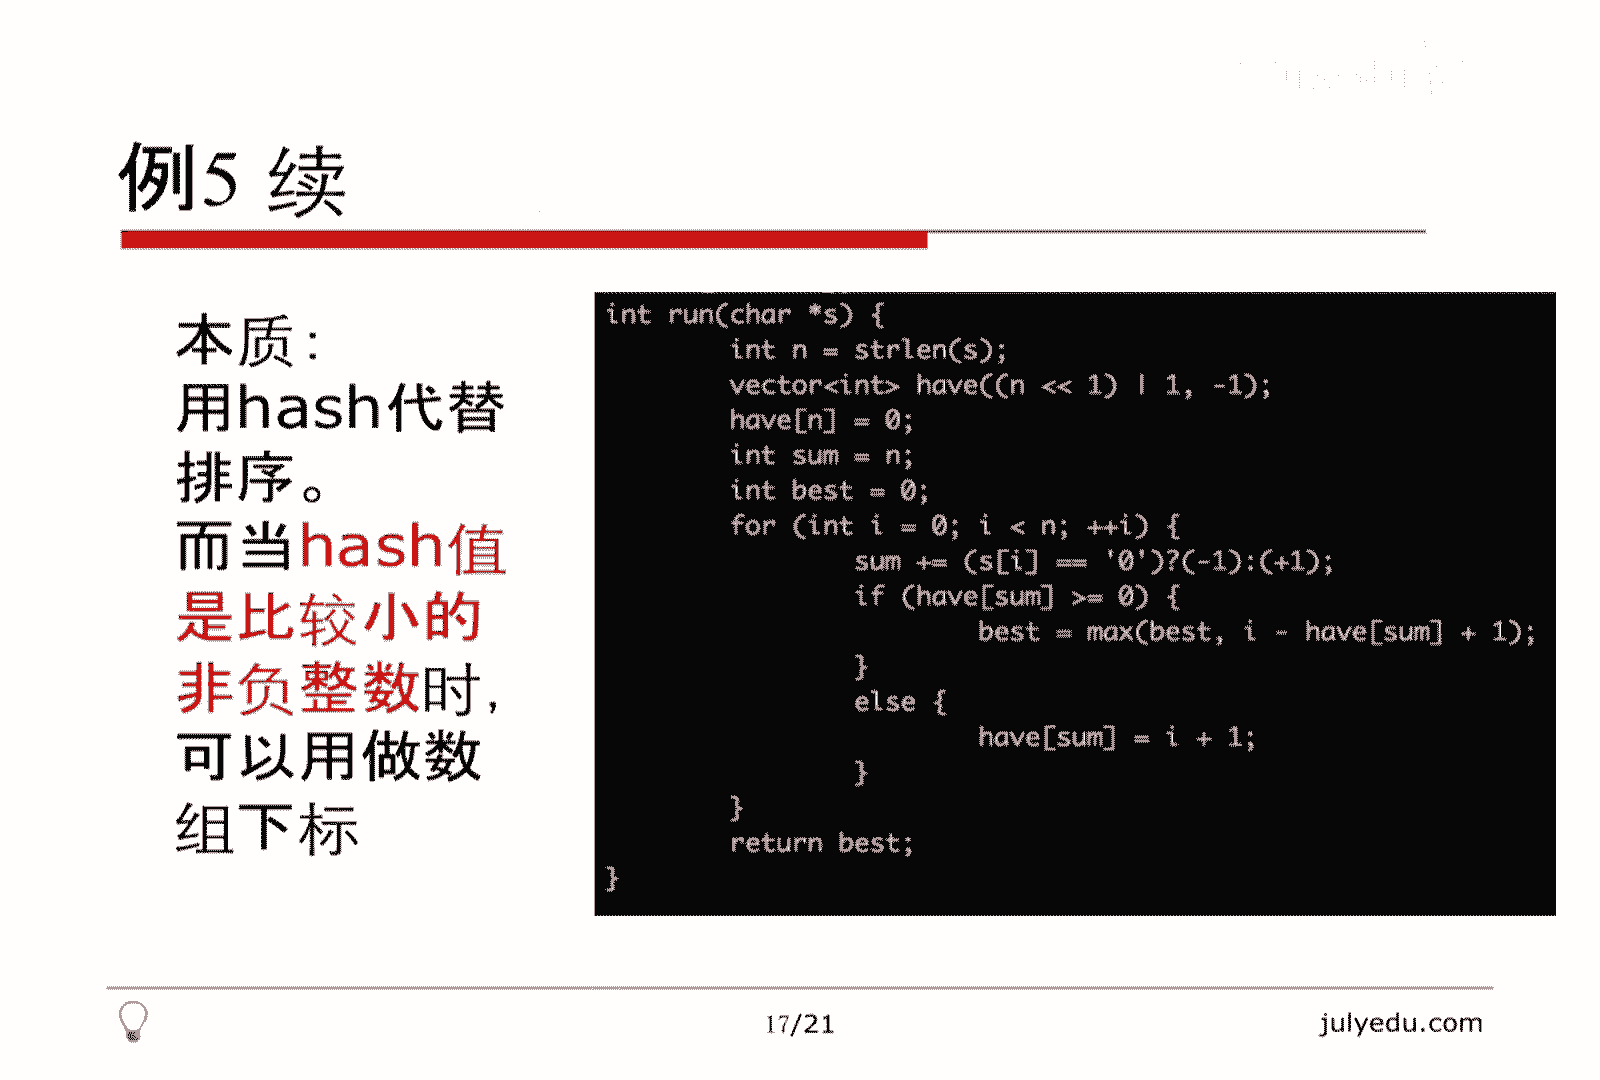 例5 续
本质：
用hash代替
排序。
而当hash值
是比较小的
非负整数时，
可以用做数
组下标
int run(char *s) {
int n = strlen(s);
vector<int> have((n << 1) | 1, -1);
have[n] = 0;
int sum = n;
int best = 0;
for (int i = 0; i < n; ++i) {
sum += (s[i] == '0')?(-1):(+1);
if (have[sum] >= 0) {
best = max(best, i - have[sum] + 1);
}
else {
have[sum] = i + 1;
}
}
return best;
}
17/21
julyedu.com